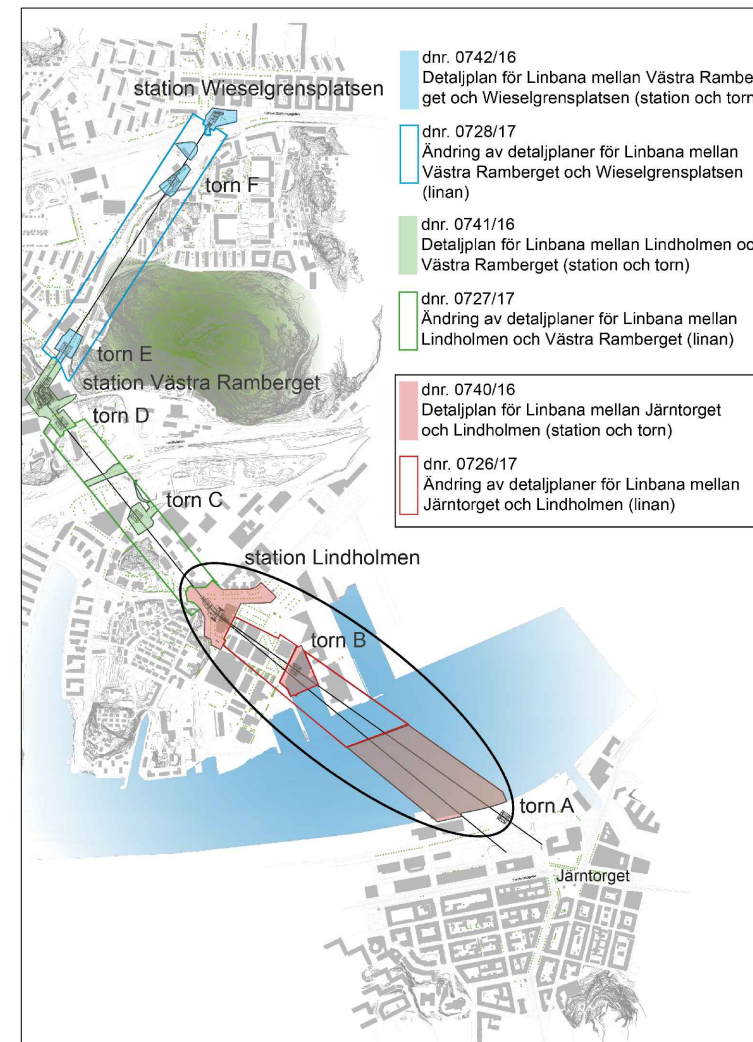 station Wieselgrensplatsen
torn F
torn E
station Västra Ramberget
torn D
torn C
station Lindholmen
torn B
torn A
Järntorget
dnr. 0742/16
Detaljplan för Linbana mellan Västra Rambe
get och Wieselgrensplatsen (station och torn
dnr. 0728/17
Ändring av detaljplaner för Linbana mellan
Västra Ramberget och Wieselgrensplatsen
(linan)
dnr. 0741/16
Detaljplan för Linbana mellan Lindholmen oc
Västra Ramberget (station och torn)
dnr. 0727/17
Ändring av detaljplaner för Linbana mellan
Lindholmen och Västra Ramberget (linan)
dnr. 0740/16
Detaljplan för Linbana mellan Järntorget
och Lindholmen (station och torn)
dnr. 0726/17
Ändring av detaljplaner för Linbana mellan
Järntorget och Lindholmen (linan)